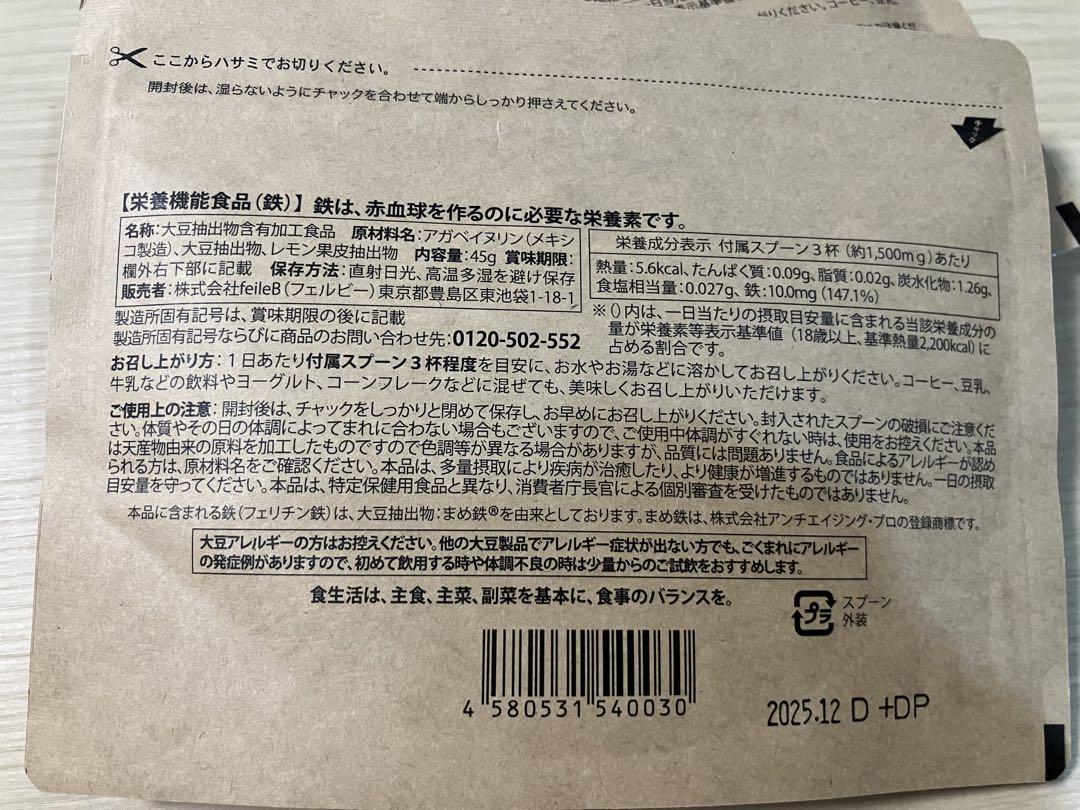 ここからハサミでお切りください。
開封後は、湿らないようにチャックを合わせて端からしっかり押さえてください。
チャック
【栄養機能食品(鉄)】 鉄は、赤血球を作るのに必要な栄養素です。
名称:大豆抽出物含有加工食品 原材料名:アガベイヌリン(メキシ
コ製造)、大豆抽出物、レモン果皮抽出物 内容量:45g 賞味期限:
欄外右下部に記載 保存方法:直射日光、高温多湿を避け保存
販売者:株式会社feileB(フェルビー)東京都豊島区東池袋1-18-1
製造所固有記号は、賞味期限の後に記載
製造所固有記号ならびに商品のお問い合わせ先:0120-502-552
栄養成分表示 付属スプーン3杯(約1,500mg)あたり
熱量:5.6kcal、たんぱく質:0.09g、脂質:0.02g、炭水化物:1.26g、
食塩相当量:0.027g、鉄:10.0mg(147.1%)
※()内は、一日当たりの摂取目安量に含まれる当該栄養成分の
量が栄養素等表示基準値(18歳以上、基準熱量2,200kcal)に
占める割合です。
お召し上がり方:1日あたり付属スプーン3杯程度を目安に、お水やお湯などに溶かしてお召し上がりください。コーヒー、豆乳、
牛乳などの飲料やヨーグルト、コーンフレークなどに混ぜても、美味しくお召し上がりいただけます。
ご使用上の注意:開封後は、チャックをしっかりと閉めて保存し、お早めにお召し上がりください。封入されたスプーンの破損にご注意くだ
さい。体質やその日の体調によってまれに合わない場合もございますので、ご使用中体調がすぐれない時は、使用をお控えください。本品
は天産物由来の原料を加工したものですので色調等が異なる場合がありますが、品質には問題ありません。食品によるアレルギーが認め
られる方は、原材料名をご確認ください。本品は、多量摂取により疾病が治癒したり、より健康が増進するものではありません。一日の摂取
目安量を守ってください。本品は、特定保健用食品と異なり、消費者庁長官による個別審査を受けたものではありません。
本品に含まれる鉄(フェリチン鉄)は、大豆抽出物:まめ鉄®を由来としております。まめ鉄は、株式会社アンチエイジング・プロの登録商標です。
大豆アレルギーの方はお控えください。他の大豆製品でアレルギー症状が出ない方でも、ごくまれにアレルギー
の発症例がありますので、初めて飲用する時や体調不良の時は少量からのご試飲をおすすめします。
食生活は、主食、主菜、副菜を基本に、食事のバランスを。
プラ
スプーン
外装
4 580531 540030
2025.12 D +DP